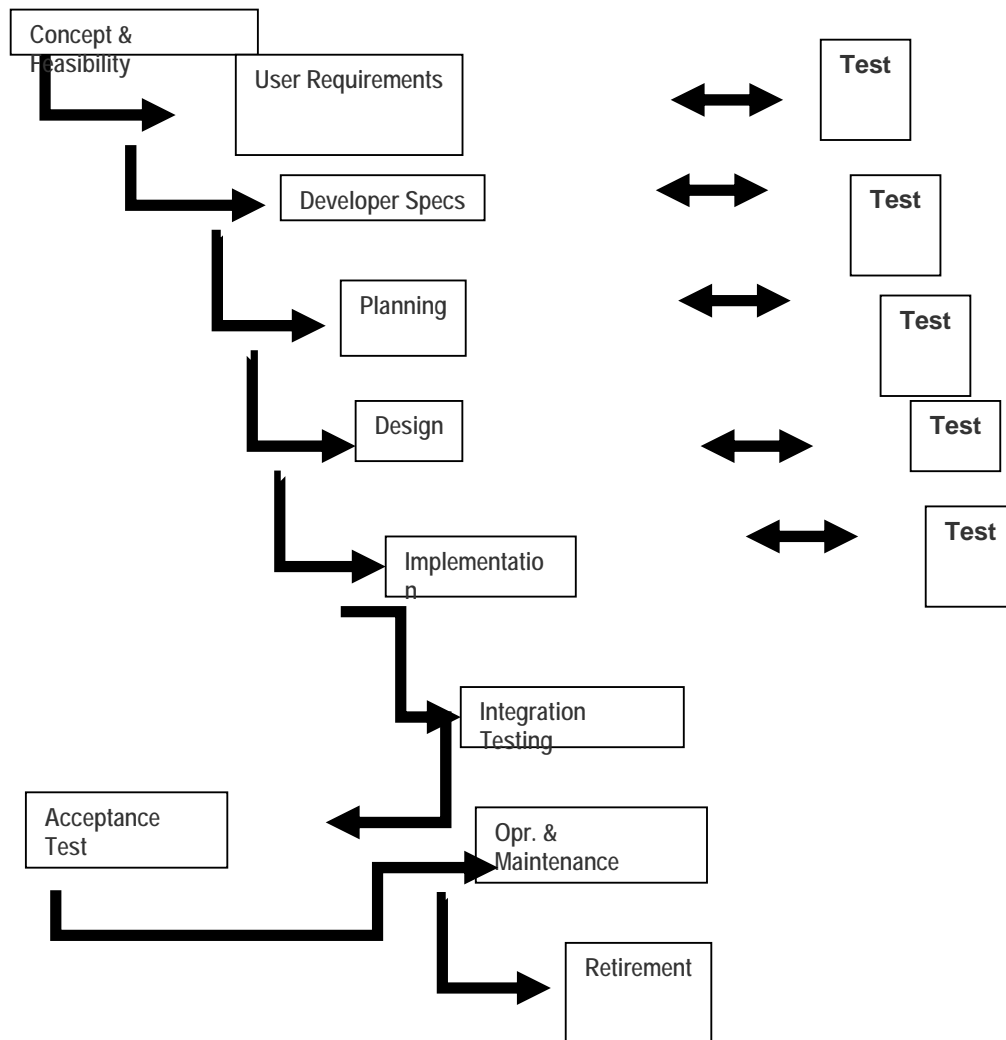 Concept &
Feasibility
User Requirements
Test
Developer Specs
Test
Planning
Test
Design
Test
Implementatio
n
Test
Integration
Testing
Acceptance
Test
Opr. &
Maintenance
Retirement